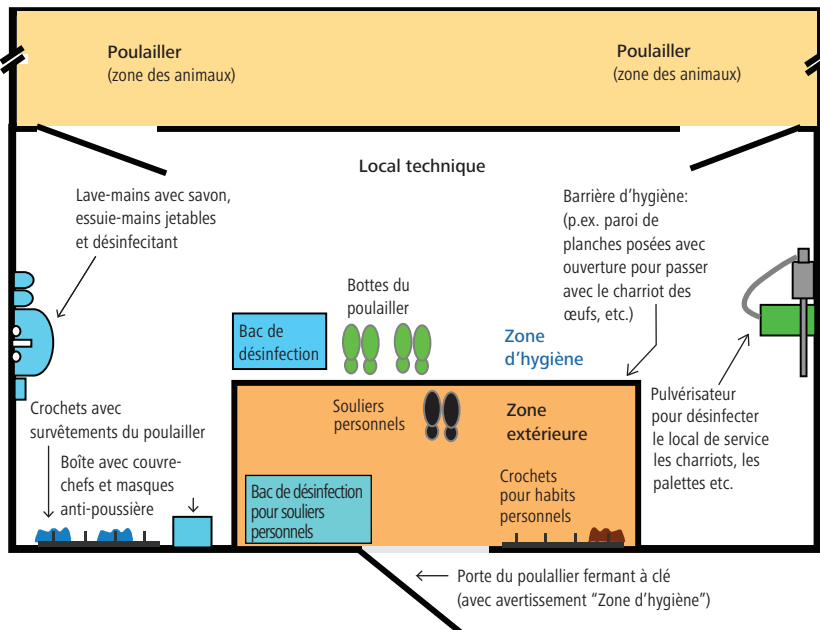 Poulailler
(zone des animaux)
Poulailler
(zone des animaux)
Local technique
Lave-mains avec savon,
essuie-mains jetables
et désinfecitant
Barrière d’hygiène:
(p.ex. paroi de
planches posées avec
ouverture pour passer
avec le charriot des
œufs, etc.)
Bottes du
poulailler
Bac de
désinfection
Zone
d’hygiène
Crochets avec
survêtements du poulailler
Boîte avec couvre-
chefs et masques
anti-poussière
Souliers
personnels
Zone
extérieure
Pulvérisateur
pour désinfecter
le local de service
les charriots, les
palettes etc.
Bac de désinfection
pour souliers
personnels
Crochets
pour habits
personnels
Porte du poulallier fermant à clé
(avec avertissement “Zone d’hygiène”)